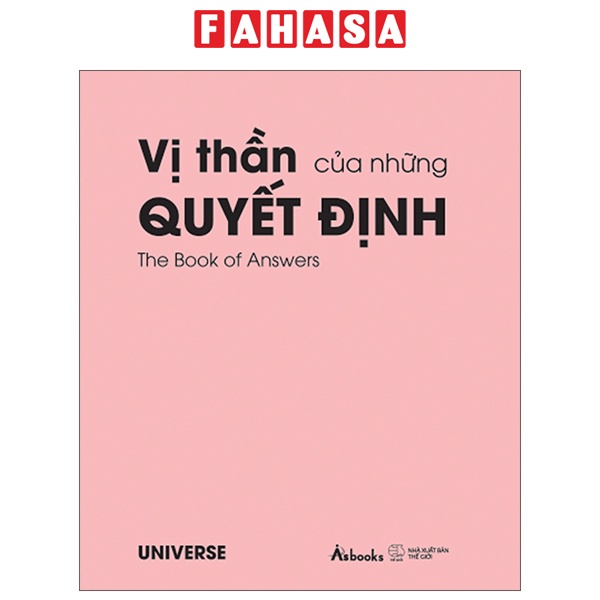 FAHASA
Vị thần của những
QUYẾT ĐỊNH
The Book of Answers
UNIVERSE
Asbooks
NHÀ XUẤT BẢN
THẾ GIỚI